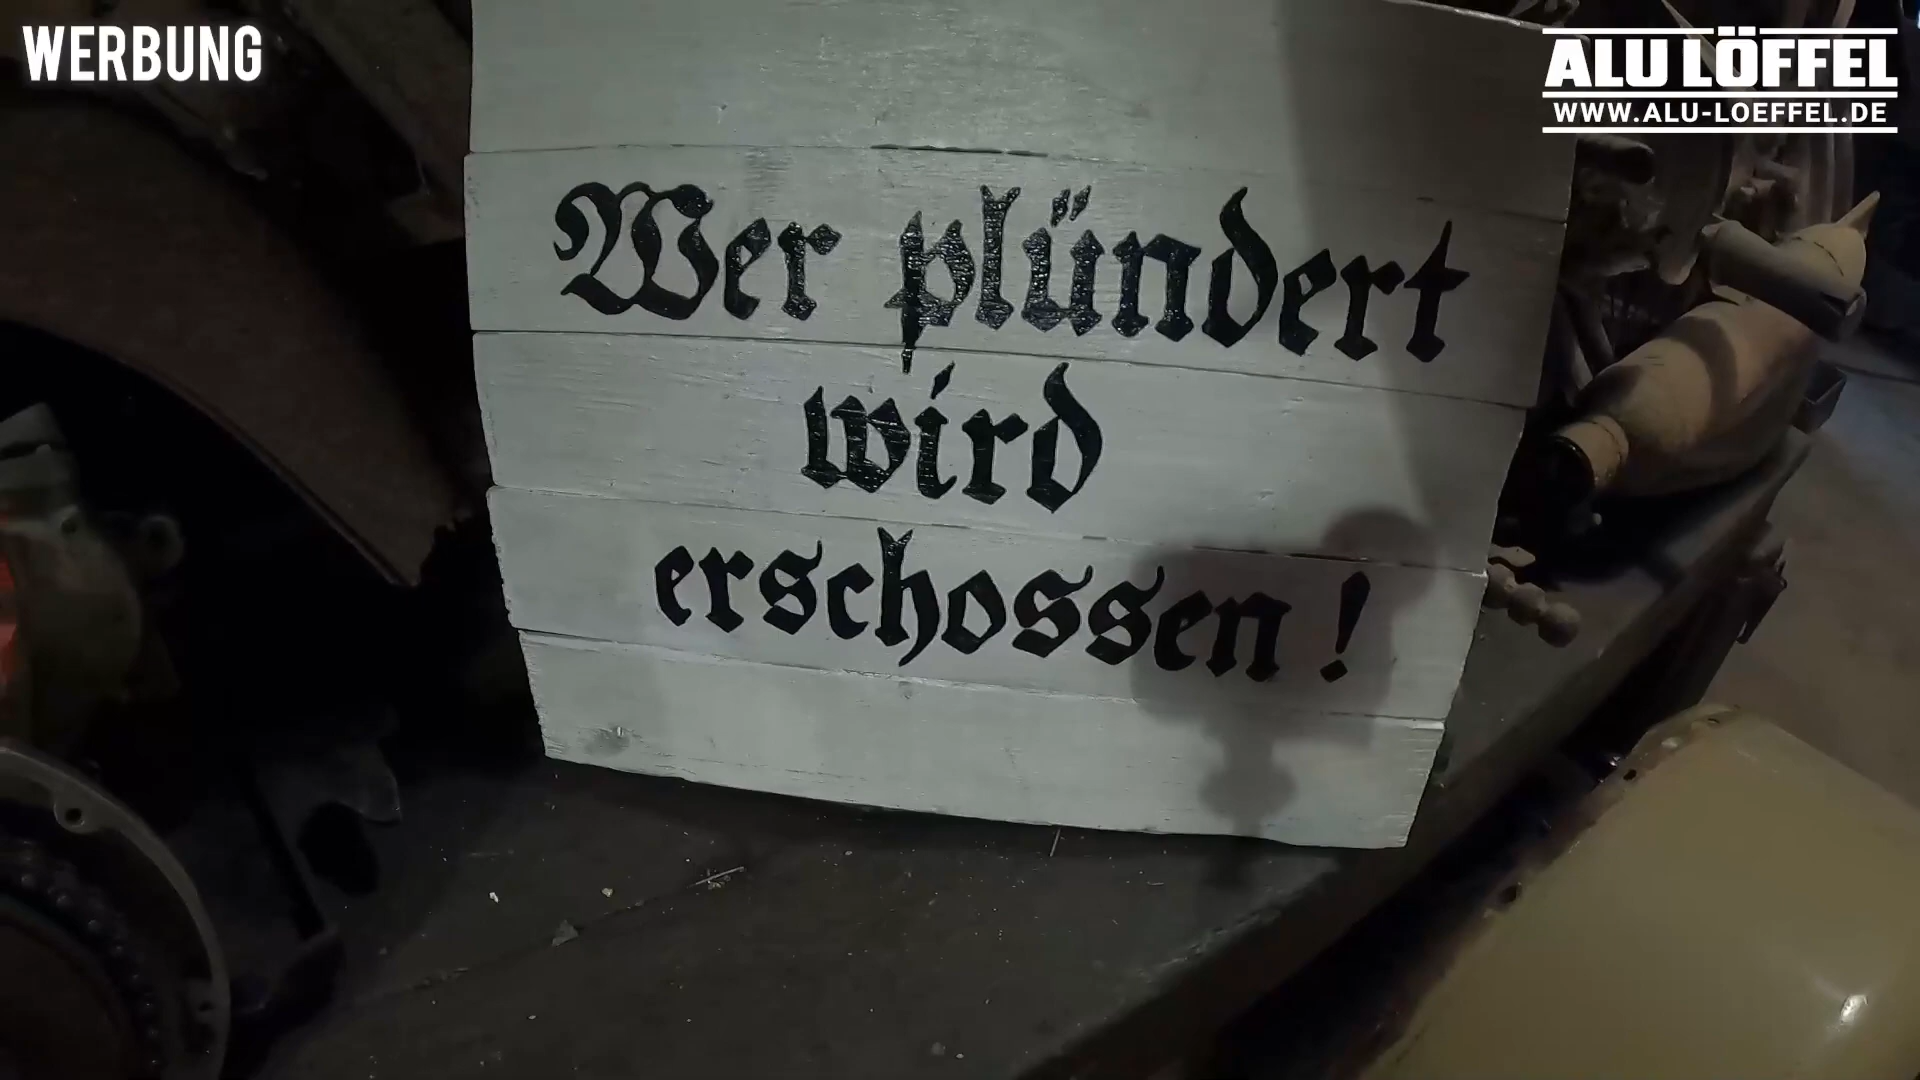 WERBUNG
ALU LÖFFEL
WWW.ALU-LOEFFEL.DE
Wer plündert
wird
erschossen!